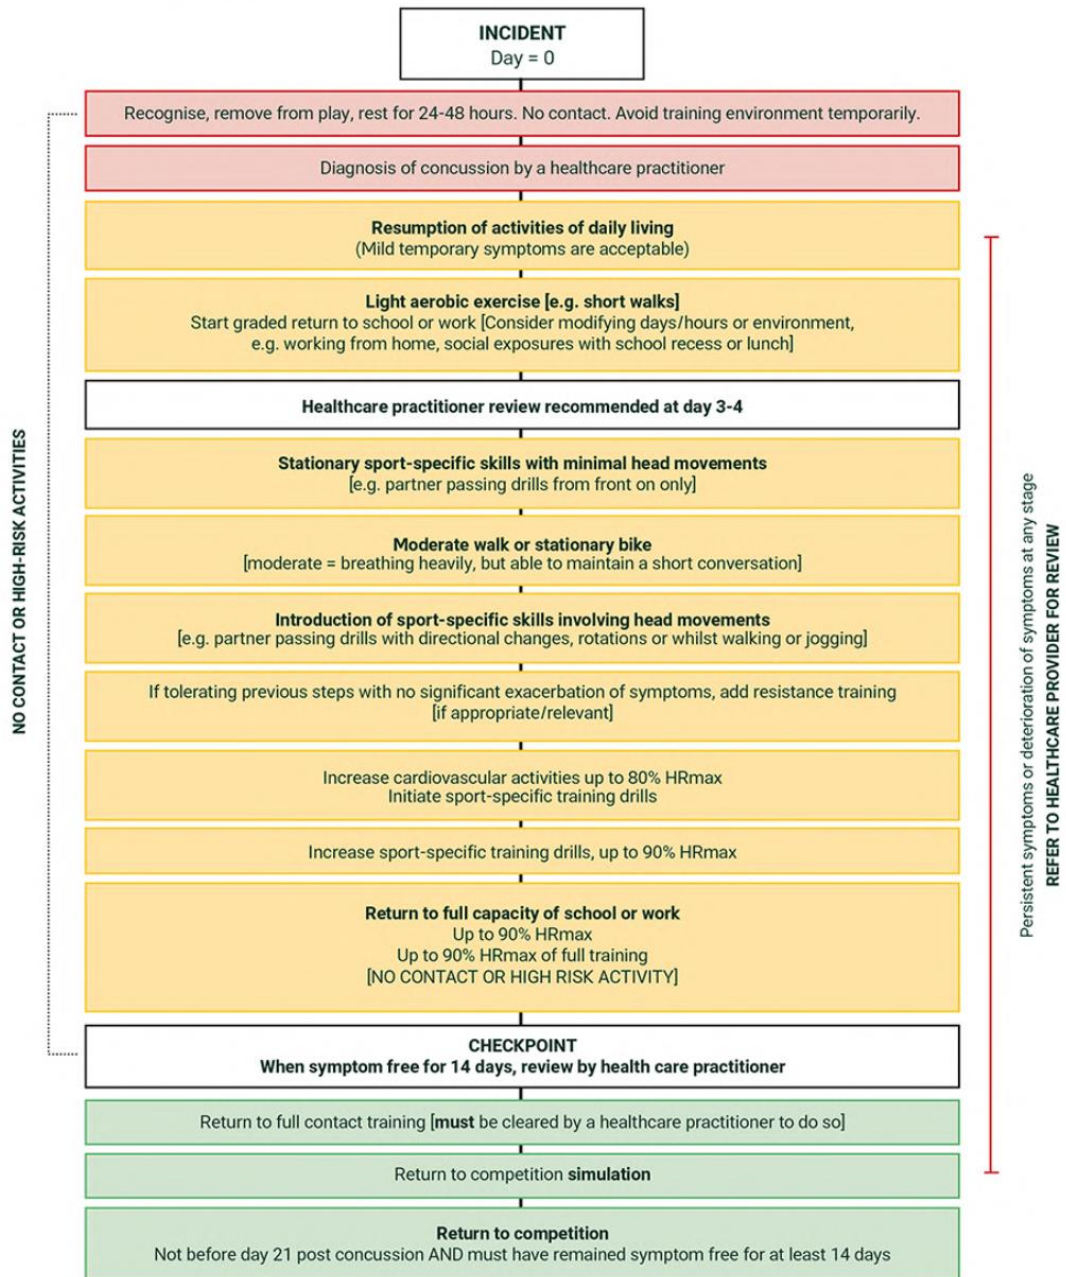 INCIDENT
Day = 0
Recognise, remove from play, rest for 24-48 hours. No contact. Avoid training environment temporarily.
Diagnosis of concussion by a healthcare practitioner
Resumption of activities of daily living
(Mild temporary symptoms are acceptable)
Light aerobic exercise [e.g. short walks]
Start graded return to school or work [Consider modifying days/hours or environment,
e.g. working from home, social exposures with school recess or lunch]
Healthcare practitioner review recommended at day 3-4
Stationary sport-specific skills with minimal head movements
[e.g. partner passing drills from front on only]
Moderate walk or stationary bike
[moderate = breathing heavily, but able to maintain a short conversation]
Introduction of sport-specific skills involving head movements
[e.g. partner passing drills with directional changes, rotations or whilst walking or jogging]
If tolerating previous steps with no significant exacerbation of symptoms, add resistance training
[if appropriate/relevant]
Increase cardiovascular activities up to 80% HRmax
Initiate sport-specific training drills
Increase sport-specific training drills, up to 90% HRmax
Return to full capacity of school or work
Up to 90% HRmax
Up to 90% HRmax of full training
[NO CONTACT OR HIGH RISK ACTIVITY]
CHECKPOINT
When symptom free for 14 days, review by health care practitioner
Return to full contact training [must be cleared by a healthcare practitioner to do so]
Return to competition simulation
Return to competition
Not before day 21 post concussion AND must have remained symptom free for at least 14 days
NO CONTACT OR HIGH-RISK ACTIVITIES
Persistent symptoms or deterioration of symptoms at any stage
REFER TO HEALTHCARE PROVIDER FOR REVIEW